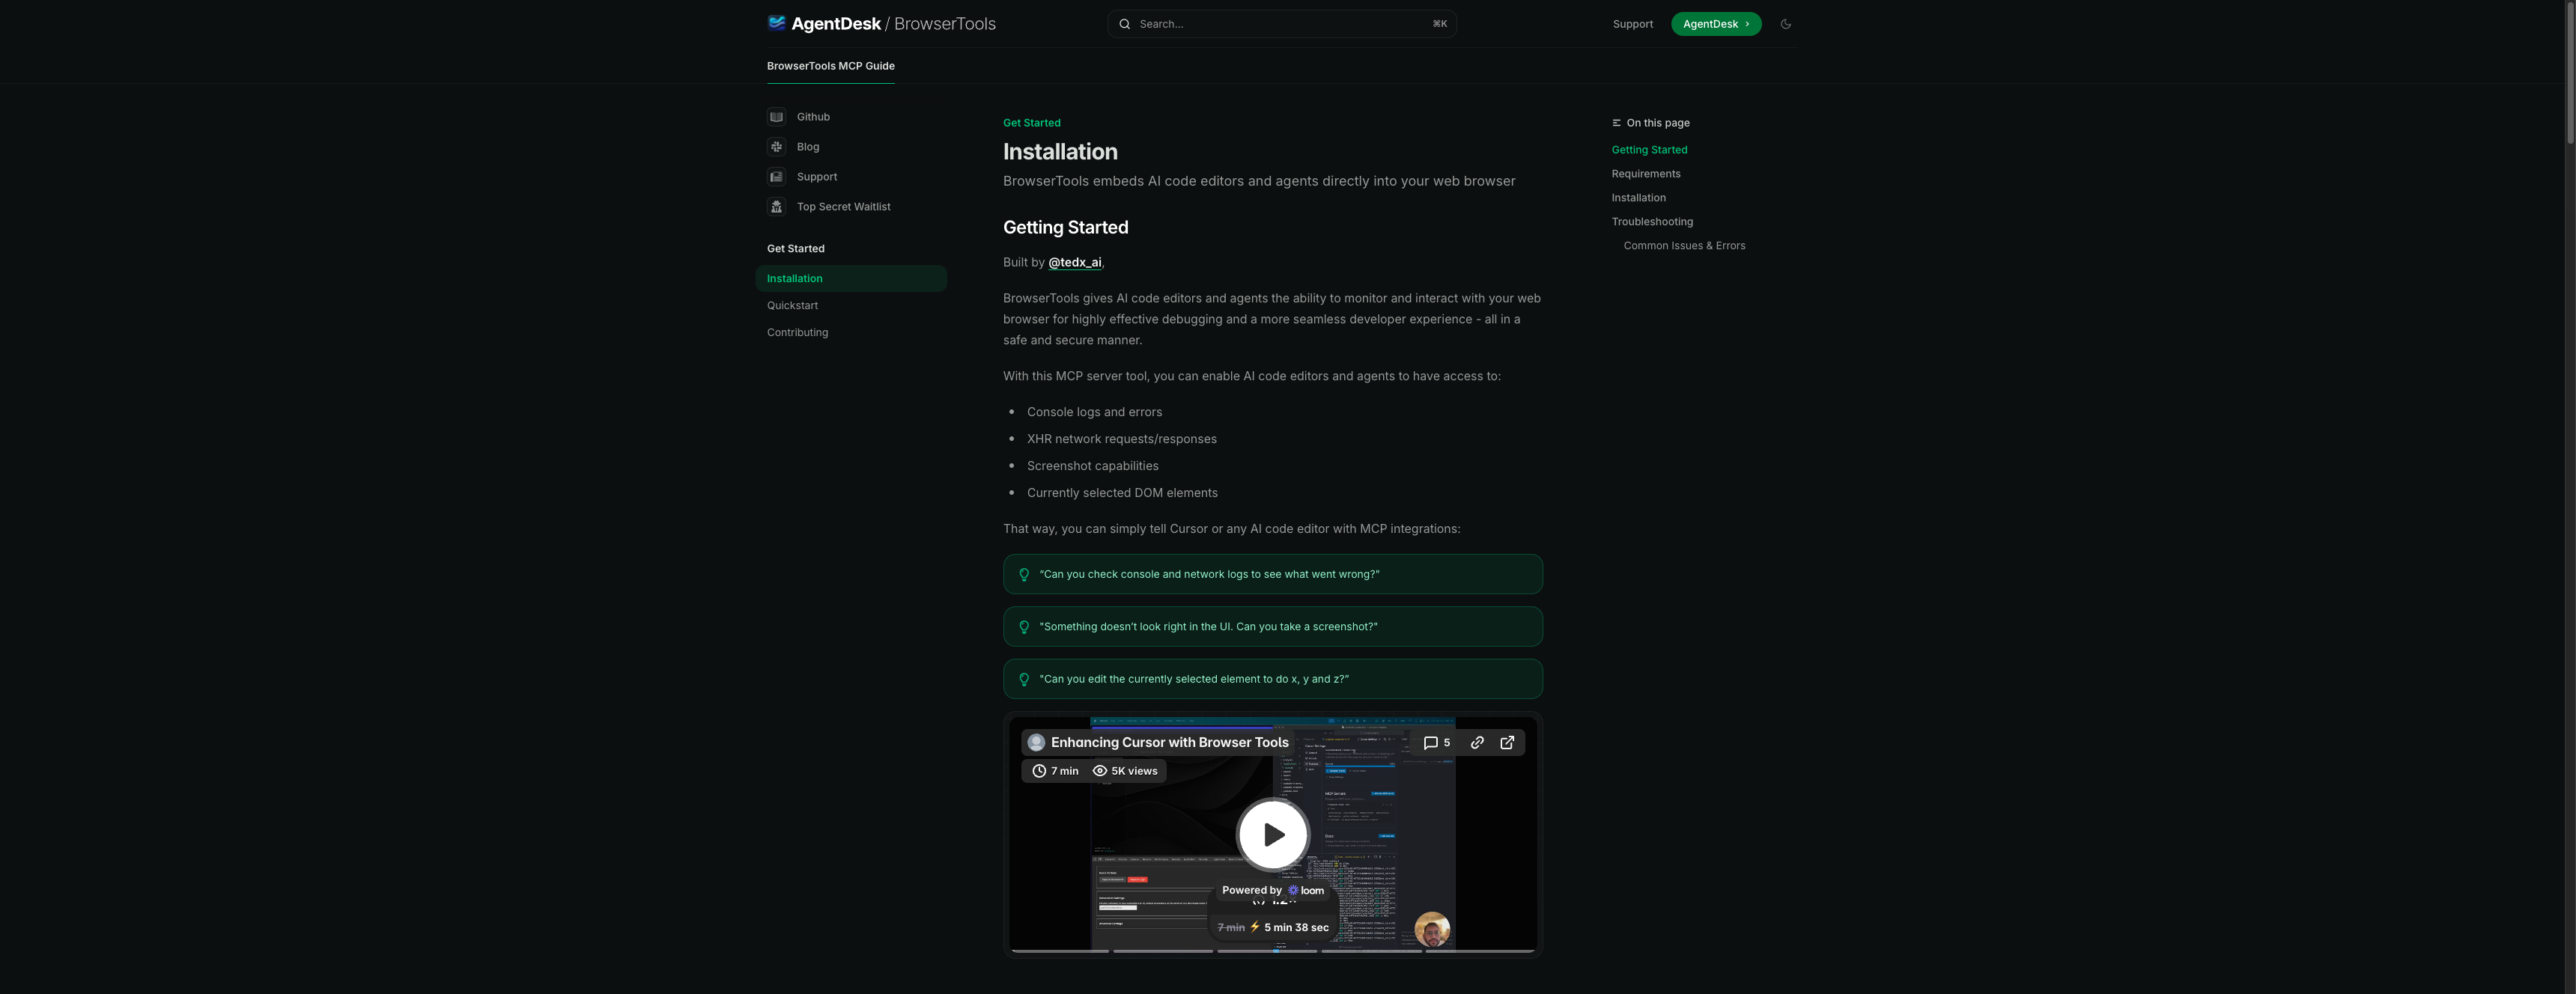 AgentDesk / BrowserTools
Search...
⌘K
Support
AgentDesk
BrowserTools MCP Guide
Github
Blog
Support
Top Secret Waitlist
Get Started
Installation
Quickstart
Contributing
Get Started
Installation
BrowserTools embeds AI code editors and agents directly into your web browser
Getting Started
Built by @tedx_ai,
BrowserTools gives AI code editors and agents the ability to monitor and interact with your web
browser for highly effective debugging and a more seamless developer experience - all in a
safe and secure manner.
With this MCP server tool, you can enable AI code editors and agents to have access to:
Console logs and errors
XHR network requests/responses
Screenshot capabilities
Currently selected DOM elements
That way, you can simply tell Cursor or any AI code editor with MCP integrations:
“Can you check console and network logs to see what went wrong?”
"Something doesn’t look right in the UI. Can you take a screenshot?"
"Can you edit the currently selected element to do x, y and z?”
Enhancing Cursor with Browser Tools
5
7 min
5K views
Powered by loom
7 min ⚡ 5 min 38 sec
On this page
Getting Started
Requirements
Installation
Troubleshooting
Common Issues & Errors